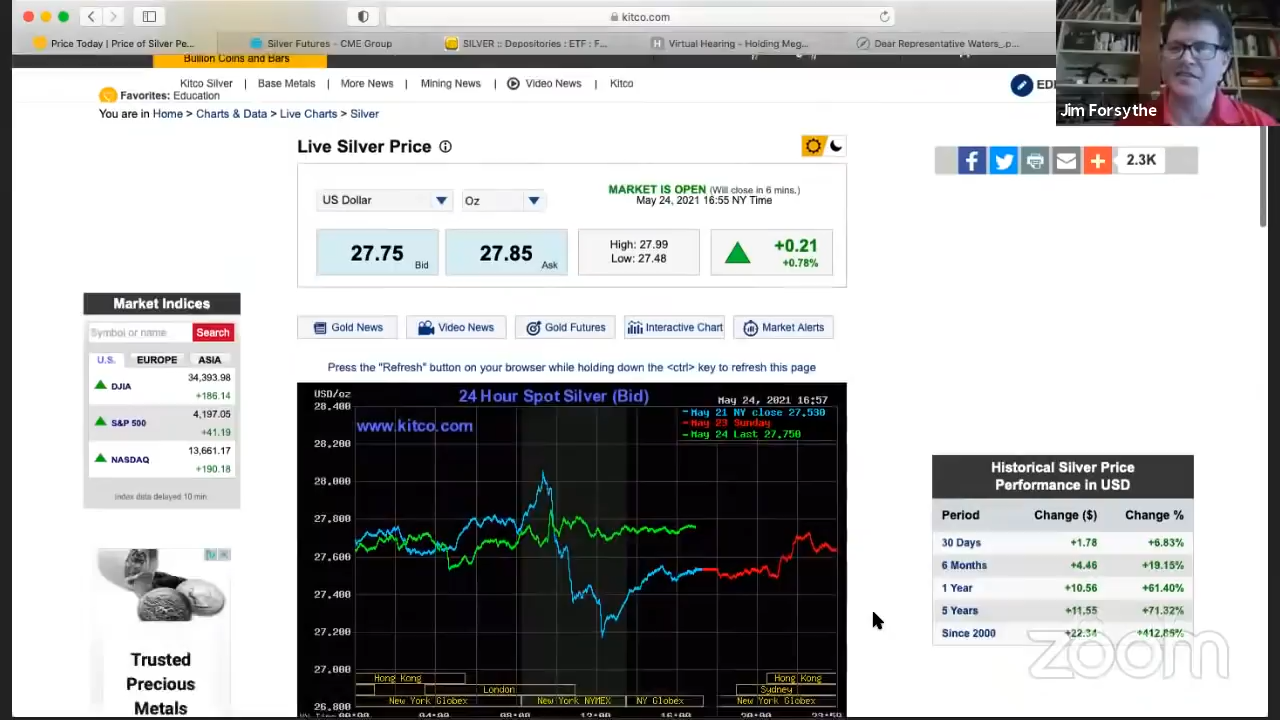 kitco.com
Price Today | Price of Silver Pe...
Silver Futures - CME Group
SILVER :: Depositories : ETF : F...
Virtual Hearing - Holding Meg...
Dear Representative Waters_.p...
Jim Forsythe
Bullion Coins and Bars
Kitco Silver | Base Metals | More News | Mining News | Video News | Kitco
Favorites: Education
You are in Home > Charts & Data > Live Charts > Silver
Live Silver Price
2.3K
MARKET IS OPEN (Will close in 6 mins.)
May 24, 2021 16:55 NY Time
US Dollar
Oz
27.75 Bid
27.85 Ask
High: 27.99
Low: 27.48
+0.21
+0.78%
Gold News
Video News
Gold Futures
Interactive Chart
Market Alerts
Press the "Refresh" button on your browser while holding down the <ctrl> key to refresh this page
Market Indices
Symbol or name
Search
U.S. EUROPE ASIA
DJIA 34,393.98
+186.14
S&P 500 4,197.05
+41.19
NASDAQ 13,661.17
+190.18
Index data delayed 10 min
Trusted
Precious
Metals
USD/oz
24 Hour Spot Silver (Bid)
May 24, 2021 16:57
www.kitco.com
May 21 NY close 27.530
May 23 Sunday
May 24 Last 27.750
28.400
28.200
28.000
27.800
27.600
27.400
27.200
27.000
26.800
Hong Kong
London
New York Globex
New York NYMEX
NY Globex
Hong Kong
Sydney
New York Globex
Historical Silver Price
Performance in USD
Period Change ($) Change %
30 Days +1.78 +6.83%
6 Months +4.46 +19.15%
1 Year +10.56 +61.40%
5 Years +11.55 +71.32%
Since 2000 +22.34
zoom